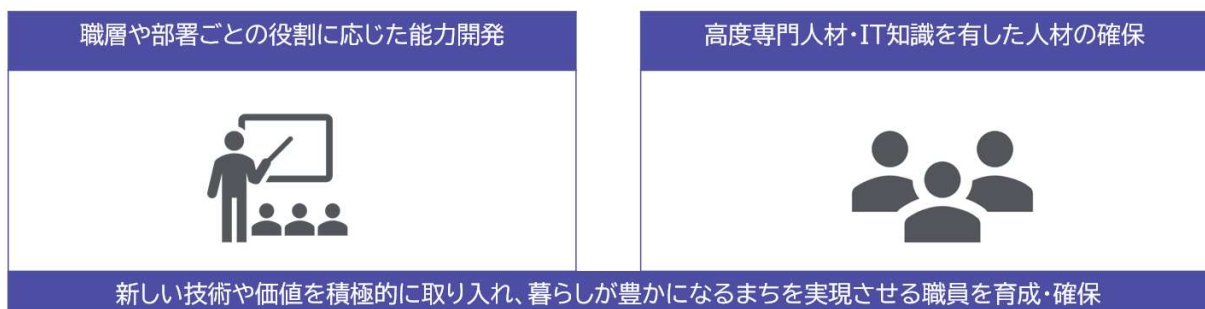 職層や部署ごとの役割に応じた能力開発
高度専門人材・IT知識を有した人材の確保
新しい技術や価値を積極的に取り入れ、暮らしが豊かになるまちを実現させる職員を育成・確保